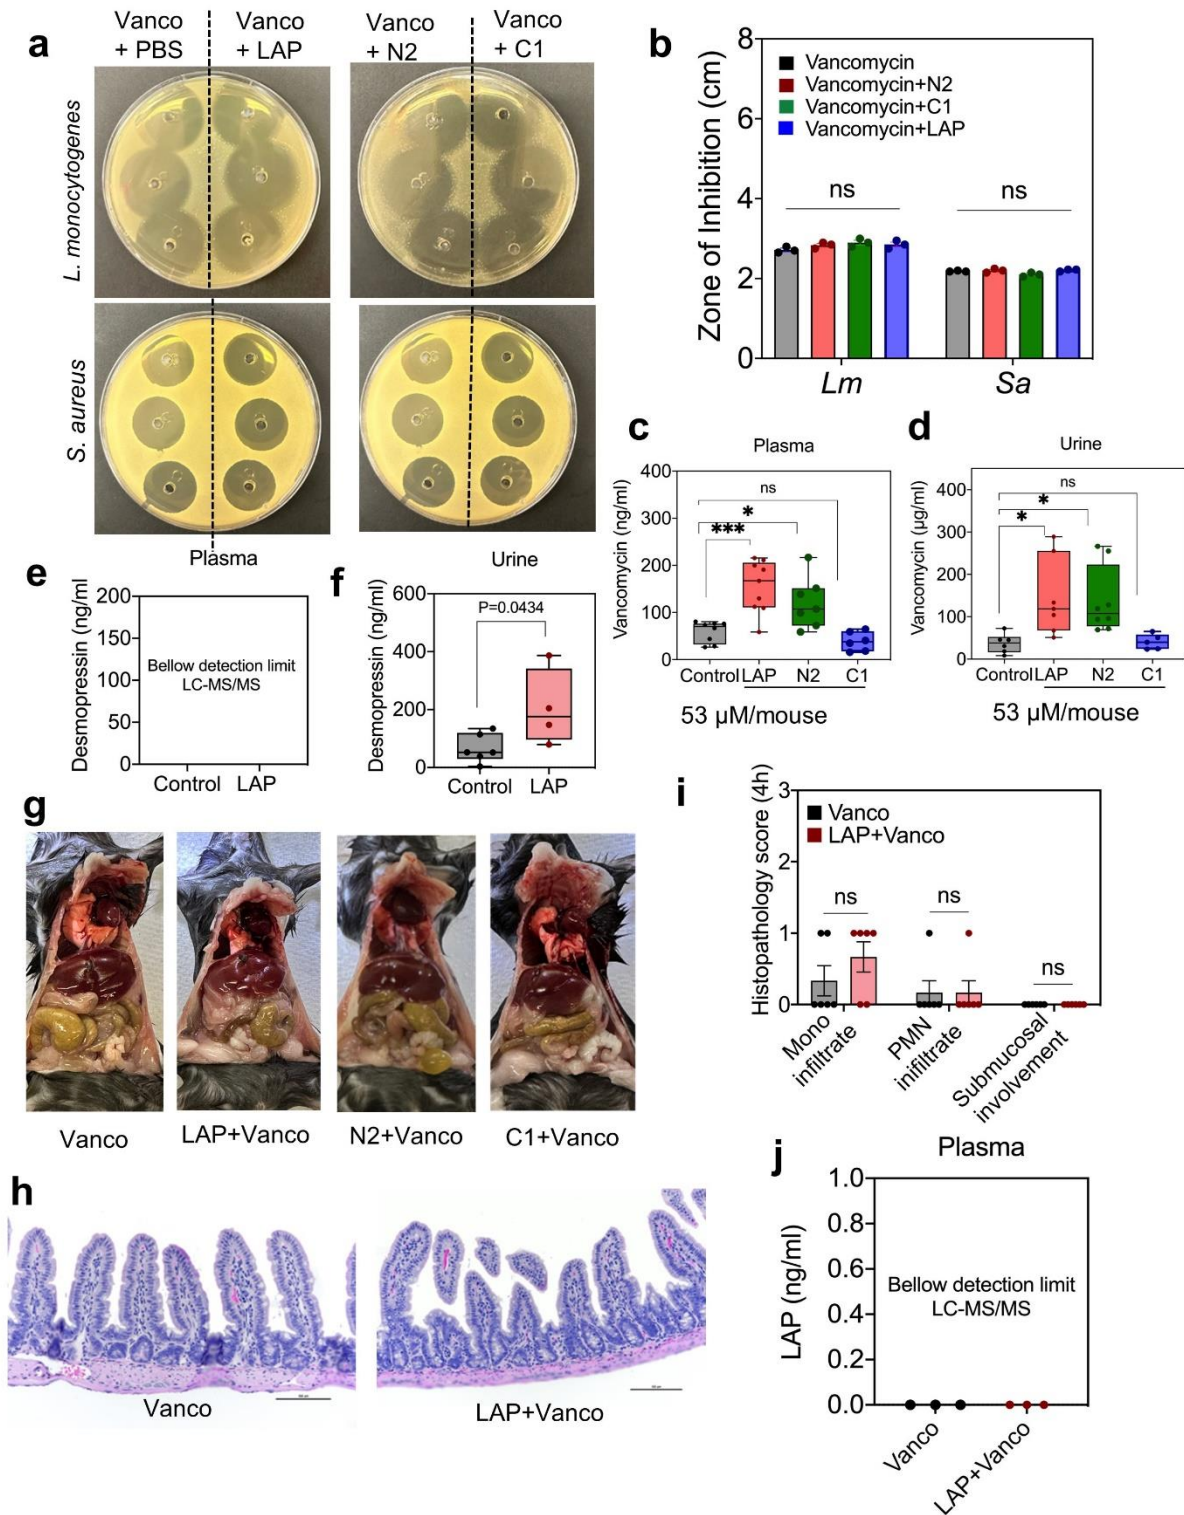 a
Vanco
+ PBS
Vanco
+ LAP
Vanco
+ N2
Vanco
+ C1
L. monocytogenes
S. aureus
b
Zone of Inhibition (cm)
8
6
4
2
0
Vancomycin
Vancomycin+N2
Vancomycin+C1
Vancomycin+LAP
ns
ns
Lm
Sa
c
Plasma
Vancomycin (ng/ml)
400
300
200
100
0
ns
*
***
Control
LAP
N2
C1
53 µM/mouse
d
Urine
Vancomycin (µg/ml)
400
300
200
100
0
ns
*
*
Control
LAP
N2
C1
53 µM/mouse
e
Plasma
Desmopressin (ng/ml)
200
150
100
50
0
Bellow detection limit
LC-MS/MS
Control
LAP
f
Urine
Desmopressin (ng/ml)
600
400
200
0
P=0.0434
Control
LAP
g
Vanco
LAP+Vanco
N2+Vanco
C1+Vanco
h
Vanco
LAP+Vanco
i
Histopathology score (4h)
3
2
1
0
Vanco
LAP+Vanco
ns
ns
ns
Mono
infiltrate
PMN
inifiltrate
Submucosal
involvement
j
Plasma
LAP (ng/ml)
1.0
0.8
0.6
0.4
0.2
0.0
Bellow detection limit
LC-MS/MS
Vanco
LAP+Vanco